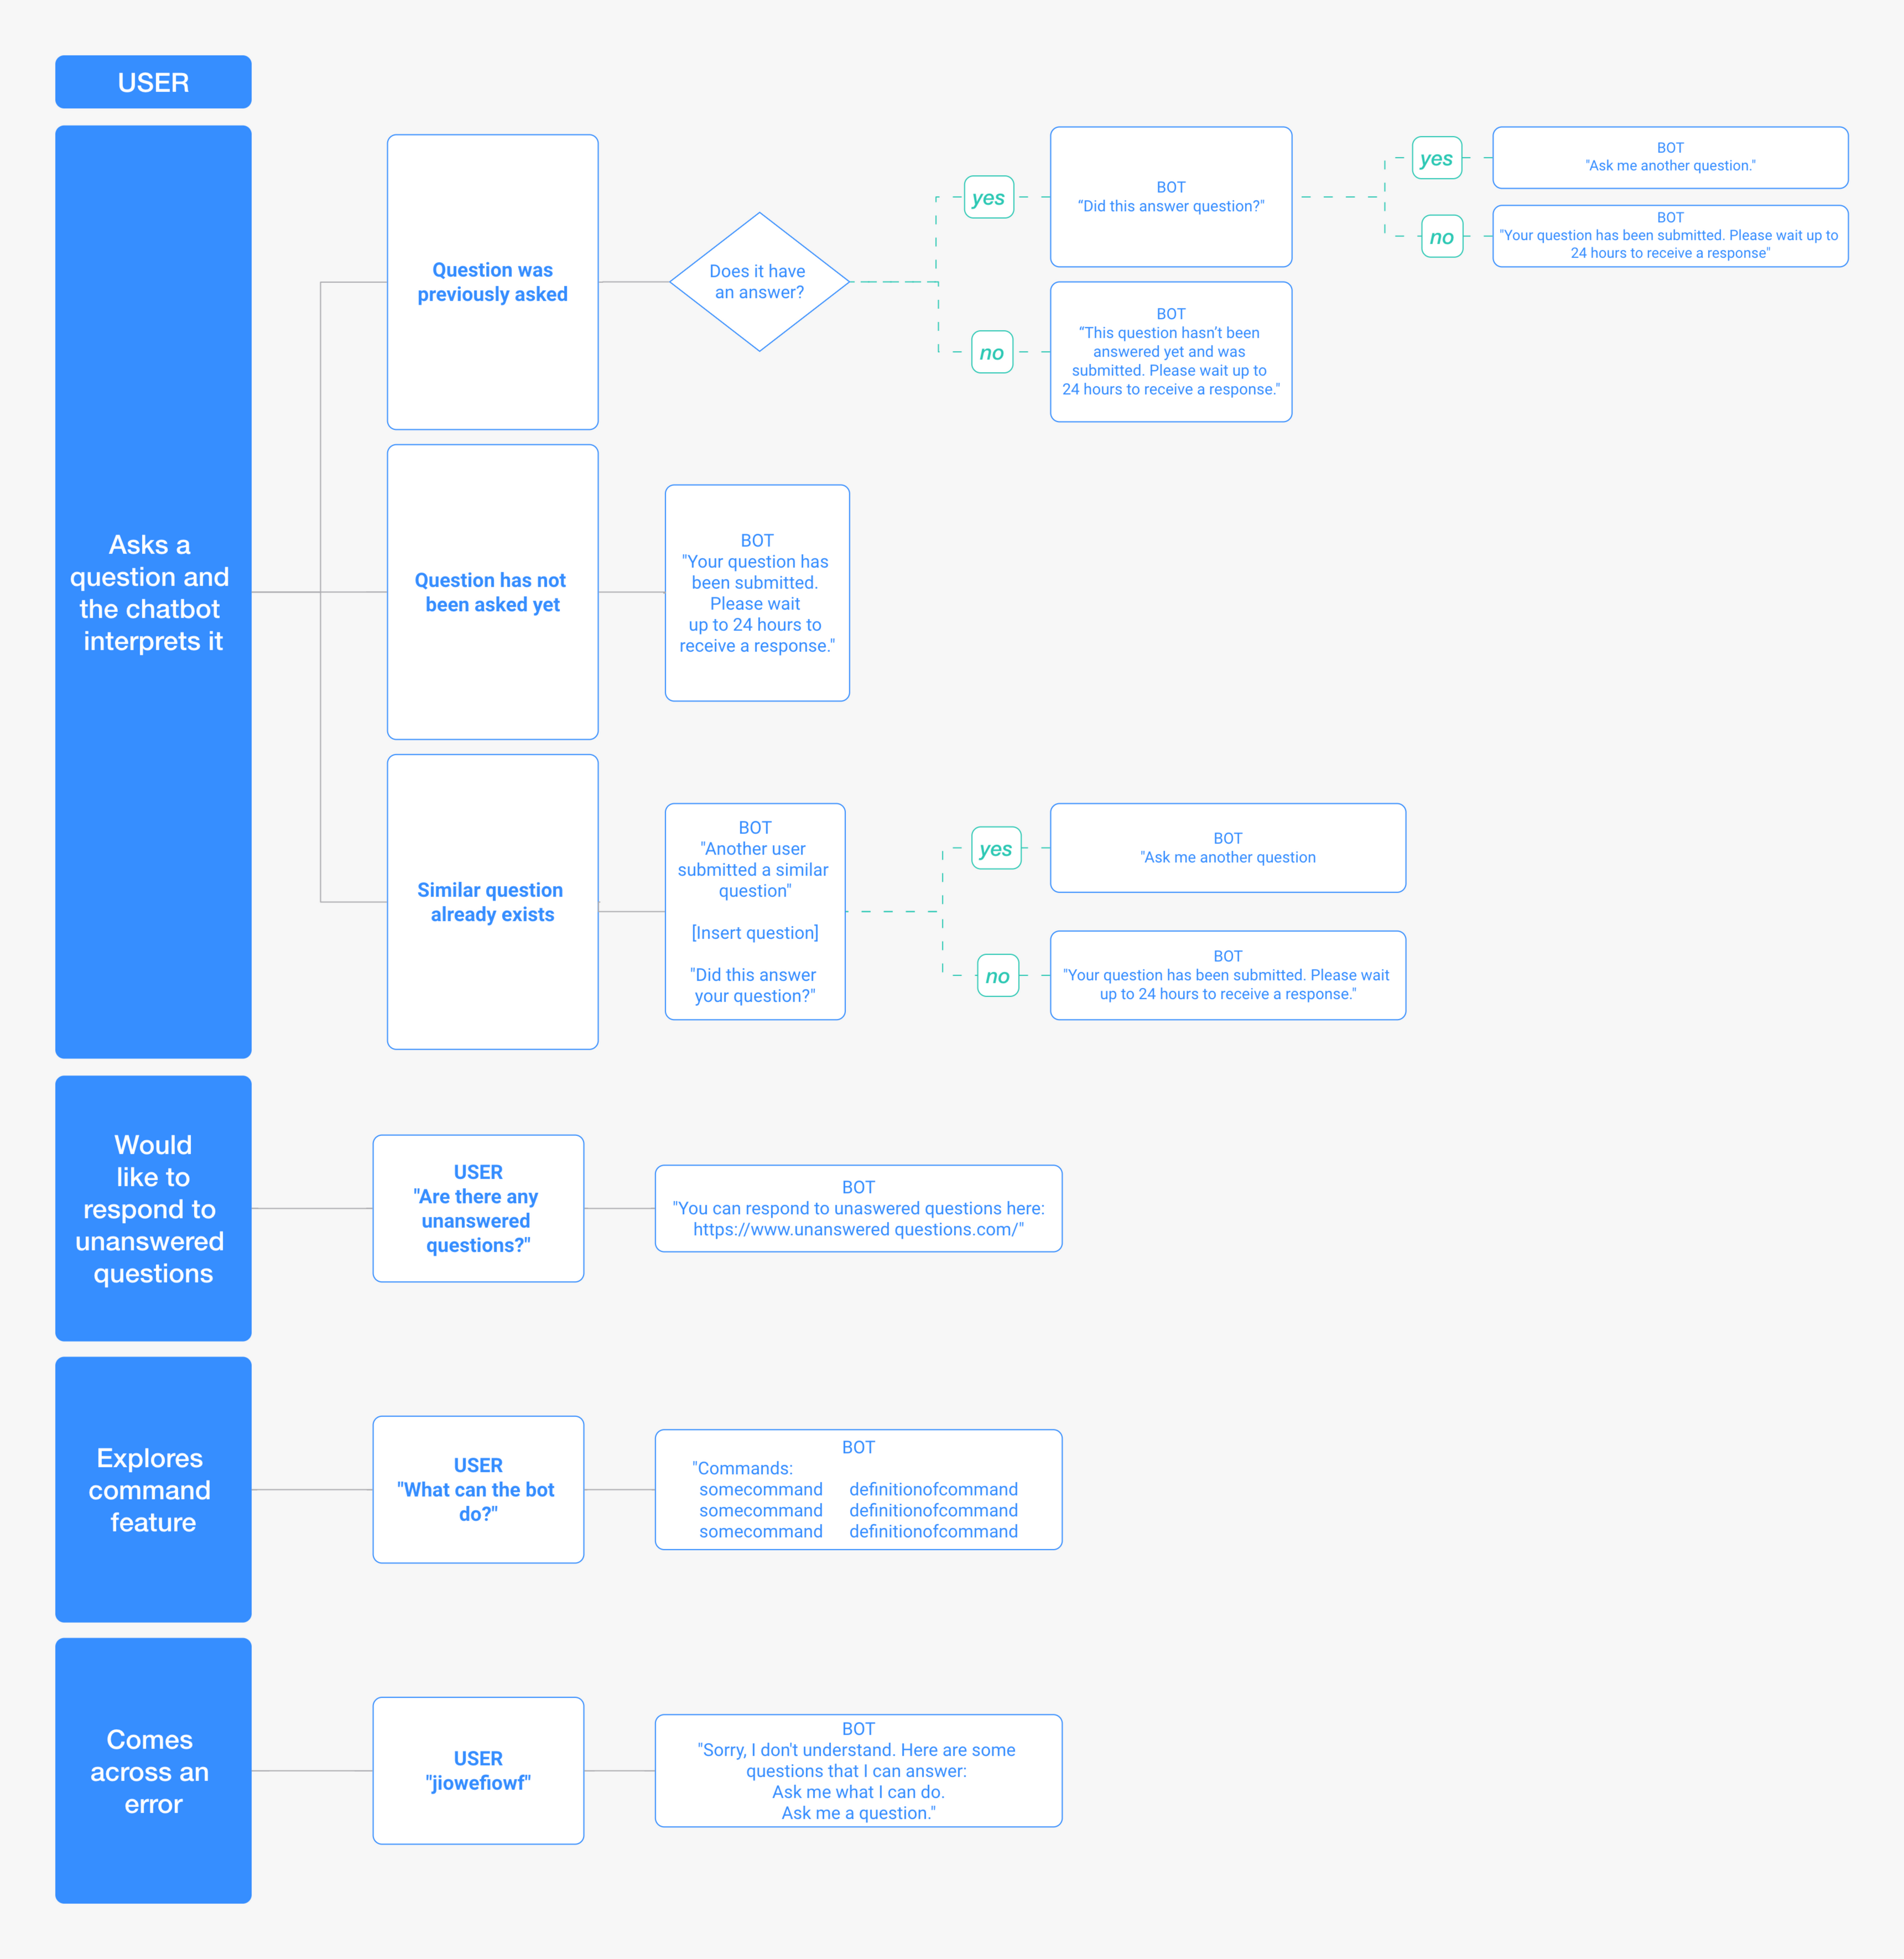 USER
Asks a
question and
the chatbot
interprets it
Question was
previously asked
Does it have
an answer?
yes
BOT
“Did this answer question?"
yes
BOT
"Ask me another question."
no
BOT
"Your question has been submitted. Please wait up to
24 hours to receive a response"
no
BOT
“This question hasn’t been
answered yet and was
submitted. Please wait up to
24 hours to receive a response."
Question has not
been asked yet
BOT
"Your question has
been submitted.
Please wait
up to 24 hours to
receive a response."
Similar question
already exists
BOT
"Another user
submitted a similar
question"
[Insert question]
"Did this answer
your question?"
yes
BOT
"Ask me another question
no
BOT
"Your question has been submitted. Please wait
up to 24 hours to receive a response."
Would
like to
respond to
unanswered
questions
USER
"Are there any
unanswered
questions?"
BOT
"You can respond to unaswered questions here:
https://www.unanswered questions.com/"
Explores
command
feature
USER
"What can the bot
do?"
BOT
"Commands:
somecommand definitionofcommand
somecommand definitionofcommand
somecommand definitionofcommand
Comes
across an
error
USER
"jiowefiowf"
BOT
"Sorry, I don't understand. Here are some
questions that I can answer:
Ask me what I can do.
Ask me a question."